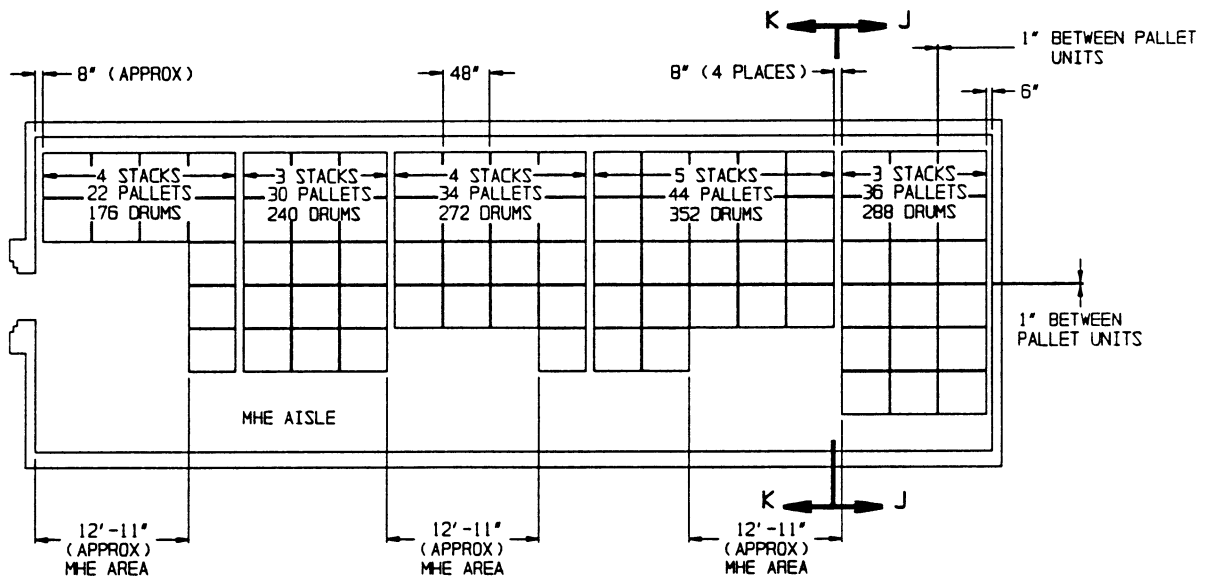 K
J
1" BETWEEN PALLET
UNITS
8" (APPROX)
48"
8" (4 PLACES)
6"
4 STACKS
22 PALLETS
176 DRUMS
3 STACKS
30 PALLETS
240 DRUMS
4 STACKS
34 PALLETS
272 DRUMS
5 STACKS
44 PALLETS
352 DRUMS
3 STACKS
36 PALLETS
288 DRUMS
1" BETWEEN
PALLET UNITS
MHE AISLE
K
J
12'-11"
(APPROX)
MHE AREA
12'-11"
(APPROX)
MHE AREA
12'-11"
(APPROX)
MHE AREA